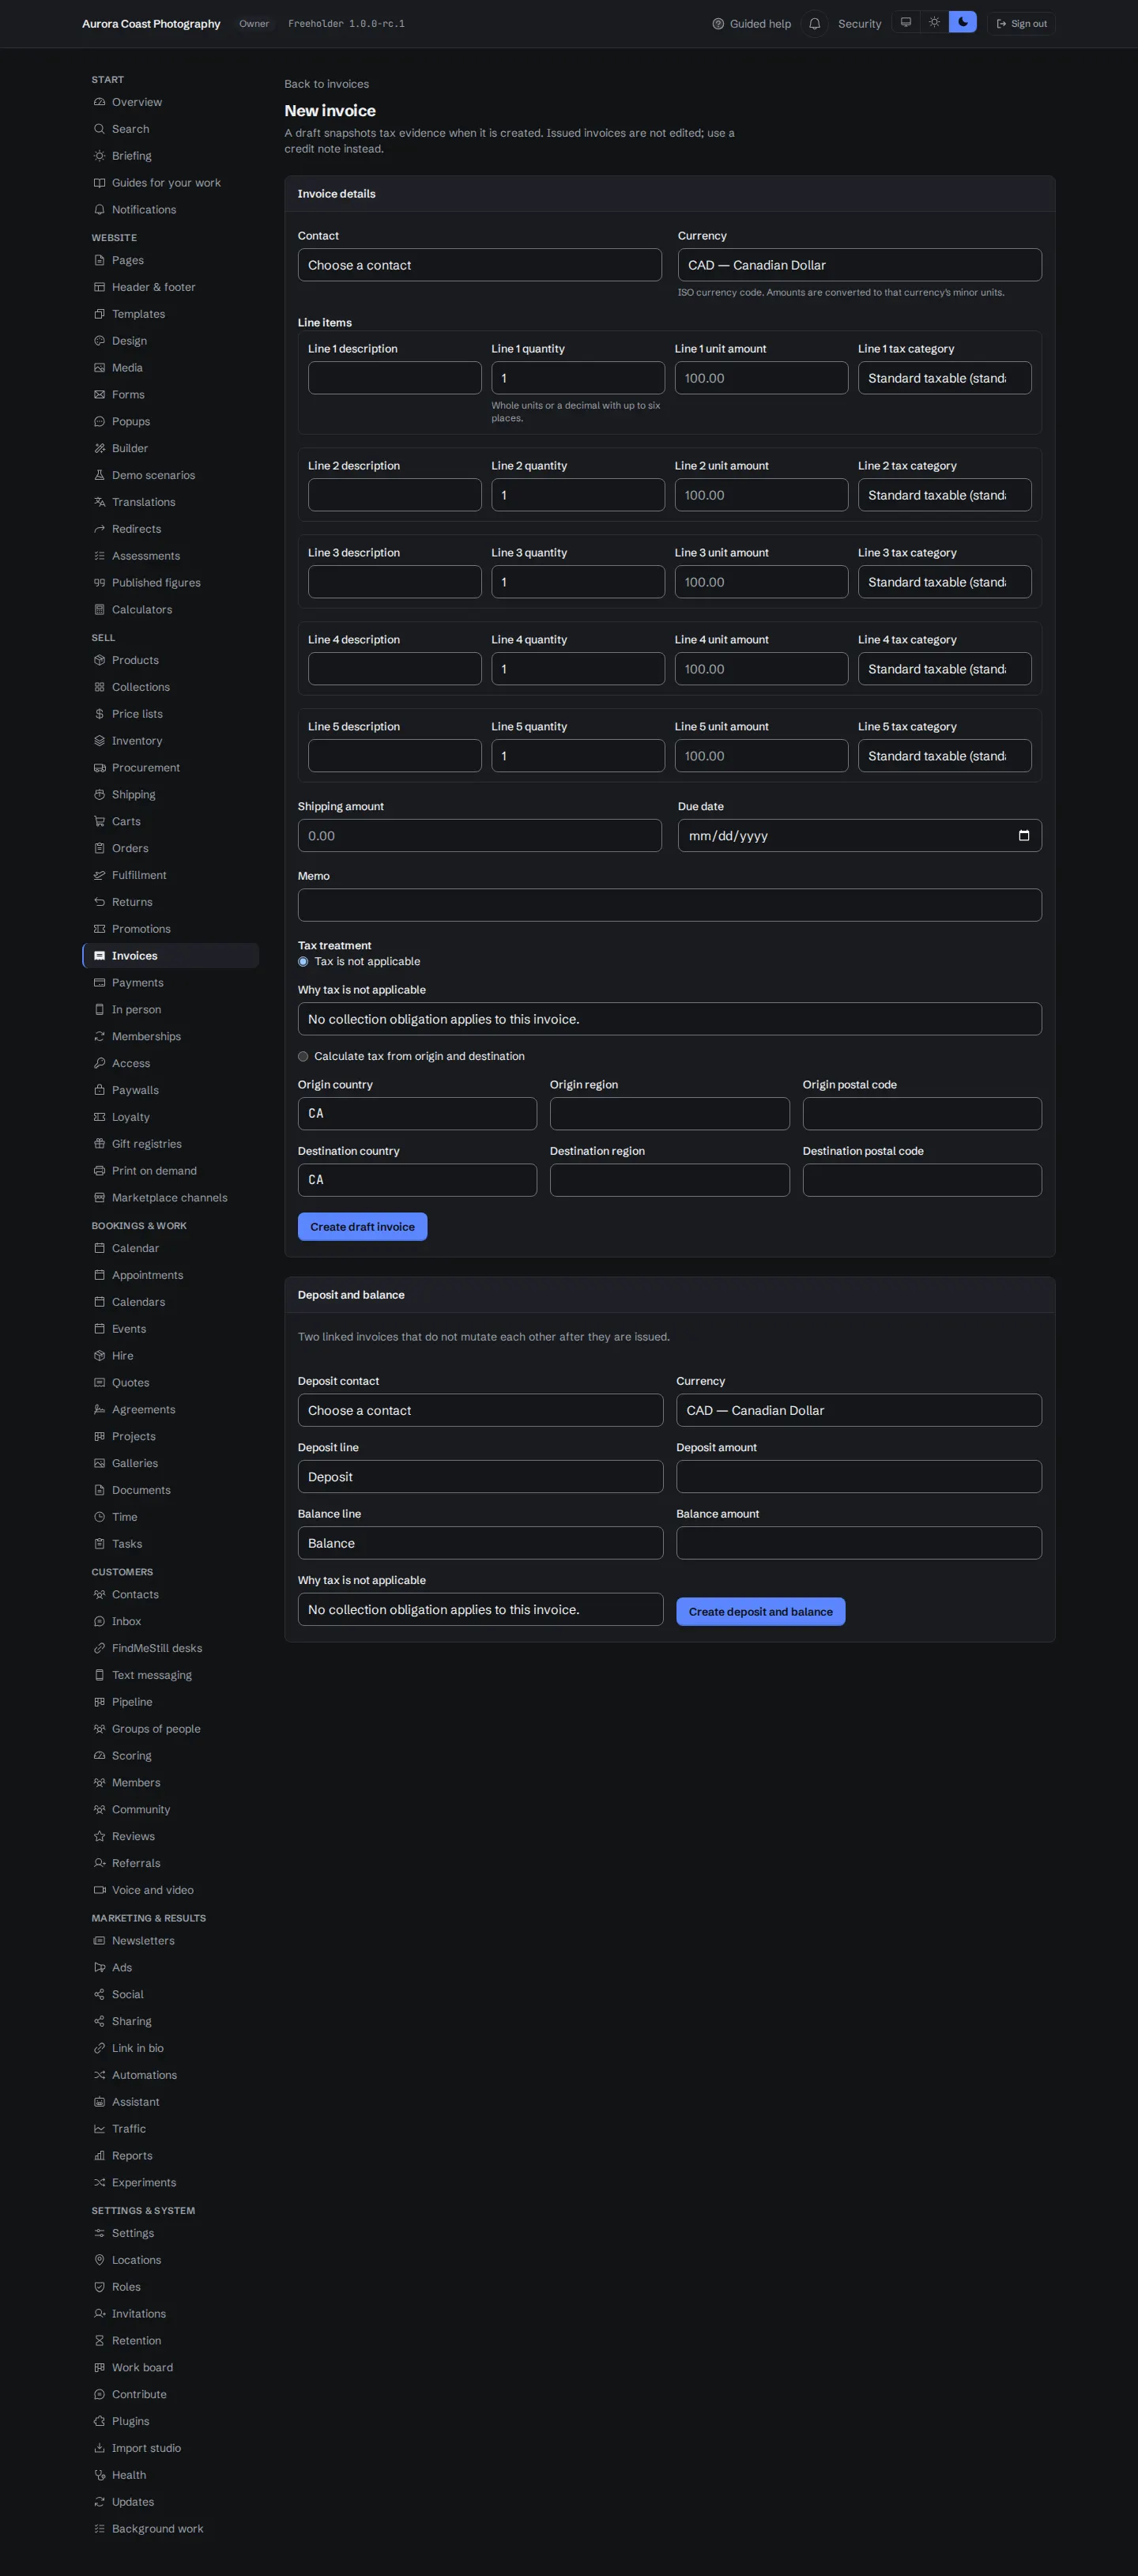 Aurora Coast Photography
Owner
Freeholder 1.0.0-rc.1
Guided help
Security
Sign out
START
Overview
Search
Briefing
Guides for your work
Notifications
WEBSITE
Pages
Header & footer
Templates
Design
Media
Forms
Popups
Builder
Demo scenarios
Translations
Redirects
Assessments
Published figures
Calculators
SELL
Products
Collections
Price lists
Inventory
Procurement
Shipping
Carts
Orders
Fulfillment
Returns
Promotions
Invoices
Payments
In person
Memberships
Access
Paywalls
Loyalty
Gift registries
Print on demand
Marketplace channels
BOOKINGS & WORK
Calendar
Appointments
Calendars
Events
Hire
Quotes
Agreements
Projects
Galleries
Documents
Time
Tasks
CUSTOMERS
Contacts
Inbox
FindMeStill desks
Text messaging
Pipeline
Groups of people
Scoring
Members
Community
Reviews
Referrals
Voice and video
MARKETING & RESULTS
Newsletters
Ads
Social
Sharing
Link in bio
Automations
Assistant
Traffic
Reports
Experiments
SETTINGS & SYSTEM
Settings
Locations
Roles
Invitations
Retention
Work board
Contribute
Plugins
Import studio
Health
Updates
Background work
Back to invoices
New invoice
A draft snapshots tax evidence when it is created. Issued invoices are not edited; use a
credit note instead.
Invoice details
Contact
Currency
Choose a contact
CAD — Canadian Dollar
ISO currency code. Amounts are converted to that currency's minor units.
Line items
Line 1 description
Line 1 quantity
Line 1 unit amount
Line 1 tax category
1
100.00
Standard taxable (standa
Whole units or a decimal with up to six
places.
Line 2 description
Line 2 quantity
Line 2 unit amount
Line 2 tax category
1
100.00
Standard taxable (standa
Line 3 description
Line 3 quantity
Line 3 unit amount
Line 3 tax category
1
100.00
Standard taxable (standa
Line 4 description
Line 4 quantity
Line 4 unit amount
Line 4 tax category
1
100.00
Standard taxable (standa
Line 5 description
Line 5 quantity
Line 5 unit amount
Line 5 tax category
1
100.00
Standard taxable (standa
Shipping amount
Due date
0.00
mm/dd/yyyy
Memo
Tax treatment
Tax is not applicable
Why tax is not applicable
No collection obligation applies to this invoice.
Calculate tax from origin and destination
Origin country
Origin region
Origin postal code
CA
Destination country
Destination region
Destination postal code
CA
Create draft invoice
Deposit and balance
Two linked invoices that do not mutate each other after they are issued.
Deposit contact
Currency
Choose a contact
CAD — Canadian Dollar
Deposit line
Deposit amount
Deposit
Balance line
Balance amount
Balance
Why tax is not applicable
No collection obligation applies to this invoice.
Create deposit and balance